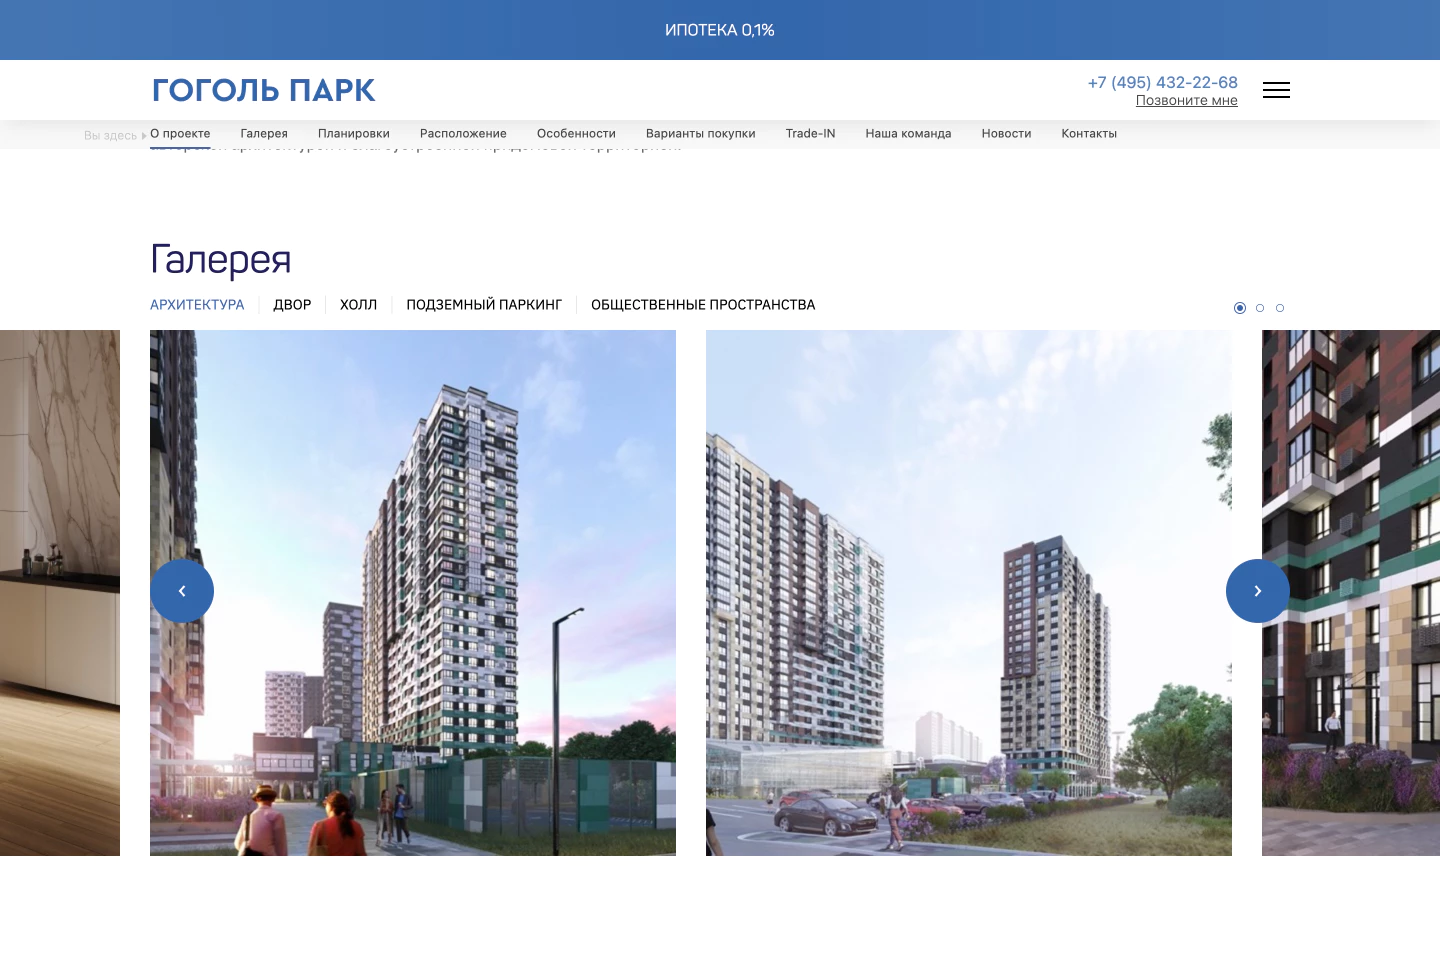 ИПОТЕКА 0,1%
ГОГОЛЬ ПАРК
+7 (495) 432-22-68
Позвоните мне
Вы здесь
О проекте Галерея Планировки Расположение Особенности Варианты покупки Trade-IN Наша команда Новости Контакты
Галерея
АРХИТЕКТУРА ДВОР ХОЛЛ ПОДЗЕМНЫЙ ПАРКИНГ ОБЩЕСТВЕННЫЕ ПРОСТРАНСТВА